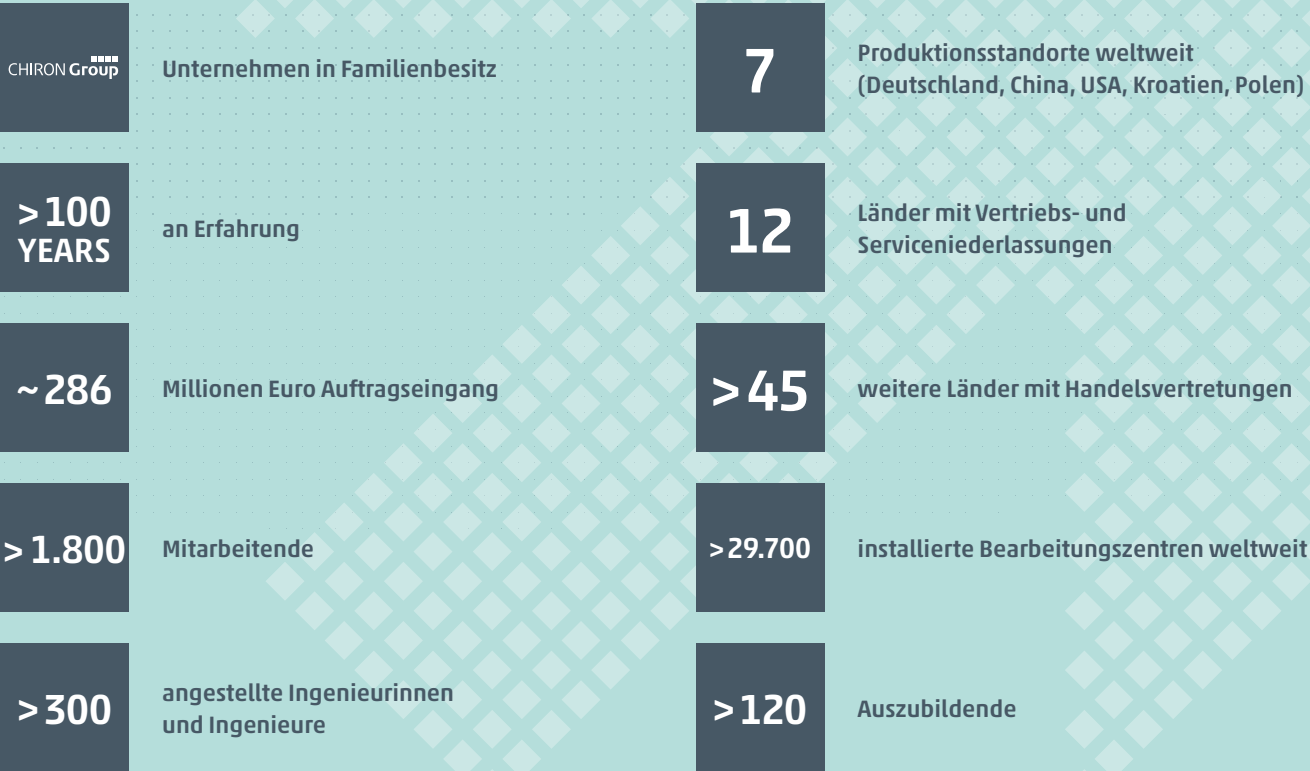 CHIRON Group
Unternehmen in Familienbesitz
> 100
YEARS
an Erfahrung
~ 286
Millionen Euro Auftragseingang
> 1.800
Mitarbeitende
> 300
angestellte Ingenieurinnen
und Ingenieure
7
Produktionsstandorte weltweit
(Deutschland, China, USA, Kroatien, Polen)
12
Länder mit Vertriebs- und
Serviceniederlassungen
> 45
weitere Länder mit Handelsvertretungen
> 29.700
installierte Bearbeitungszentren weltweit
> 120
Auszubildende